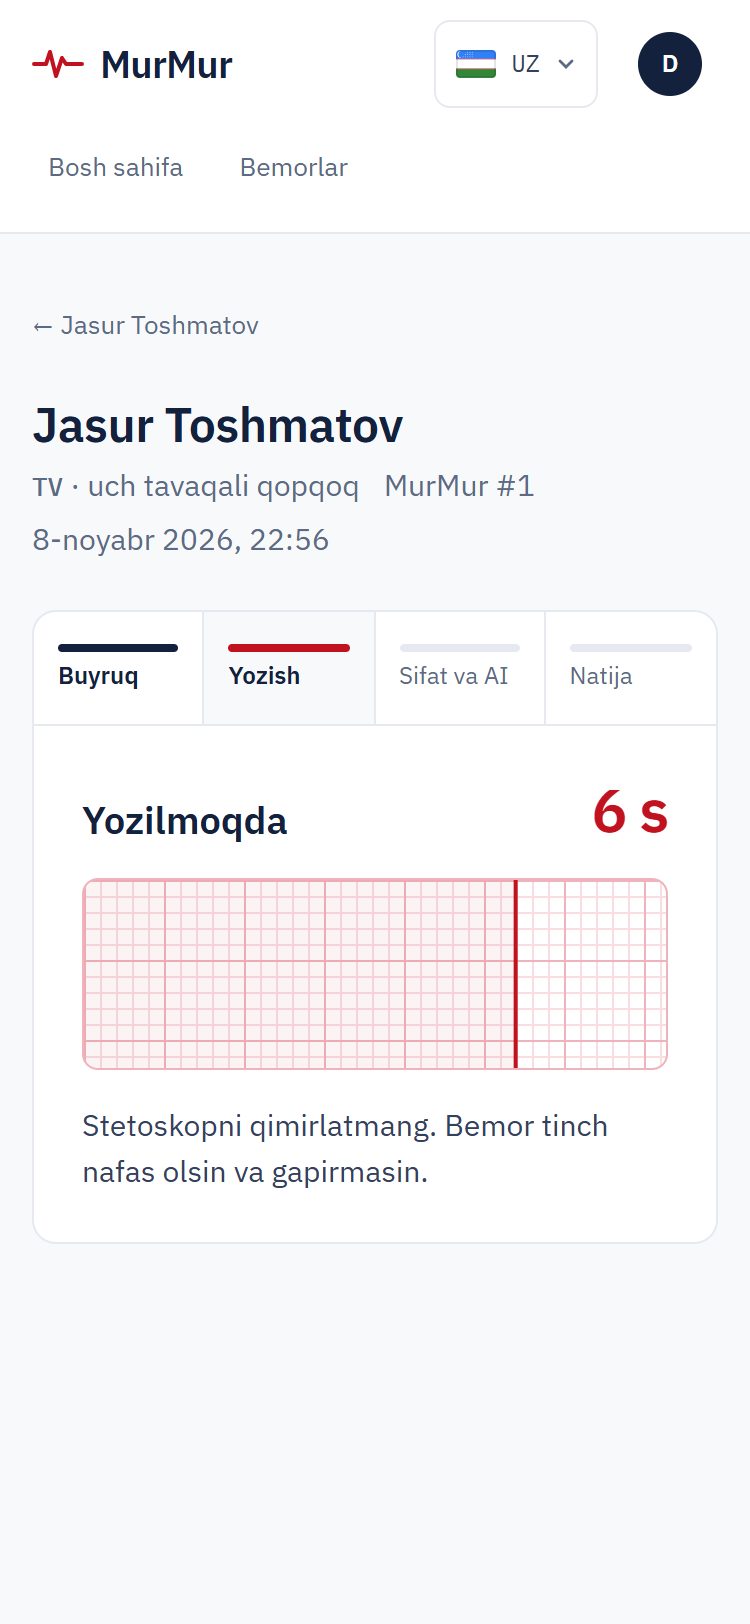 MurMur
UZ
D
Bosh sahifa Bemorlar
← Jasur Toshmatov
Jasur Toshmatov
TV · uch tavaqali qopqoq MurMur #1
8-noyabr 2026, 22:56
Buyruq Yozish Sifat va AI Natija
Yozilmoqda 6 s
Stetoskopni qimirlatmang. Bemor tinch
nafas olsin va gapirmasin.